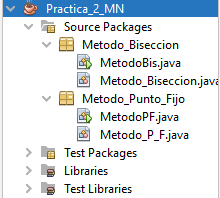 Practica_2_MN
Source Packages
Metodo_Biseccion
MetodoBis.java
Metodo_Biseccion.java
Metodo_Punto_Fijo
MetodoPF.java
Metodo_P_F.java
Test Packages
Libraries
Test Libraries